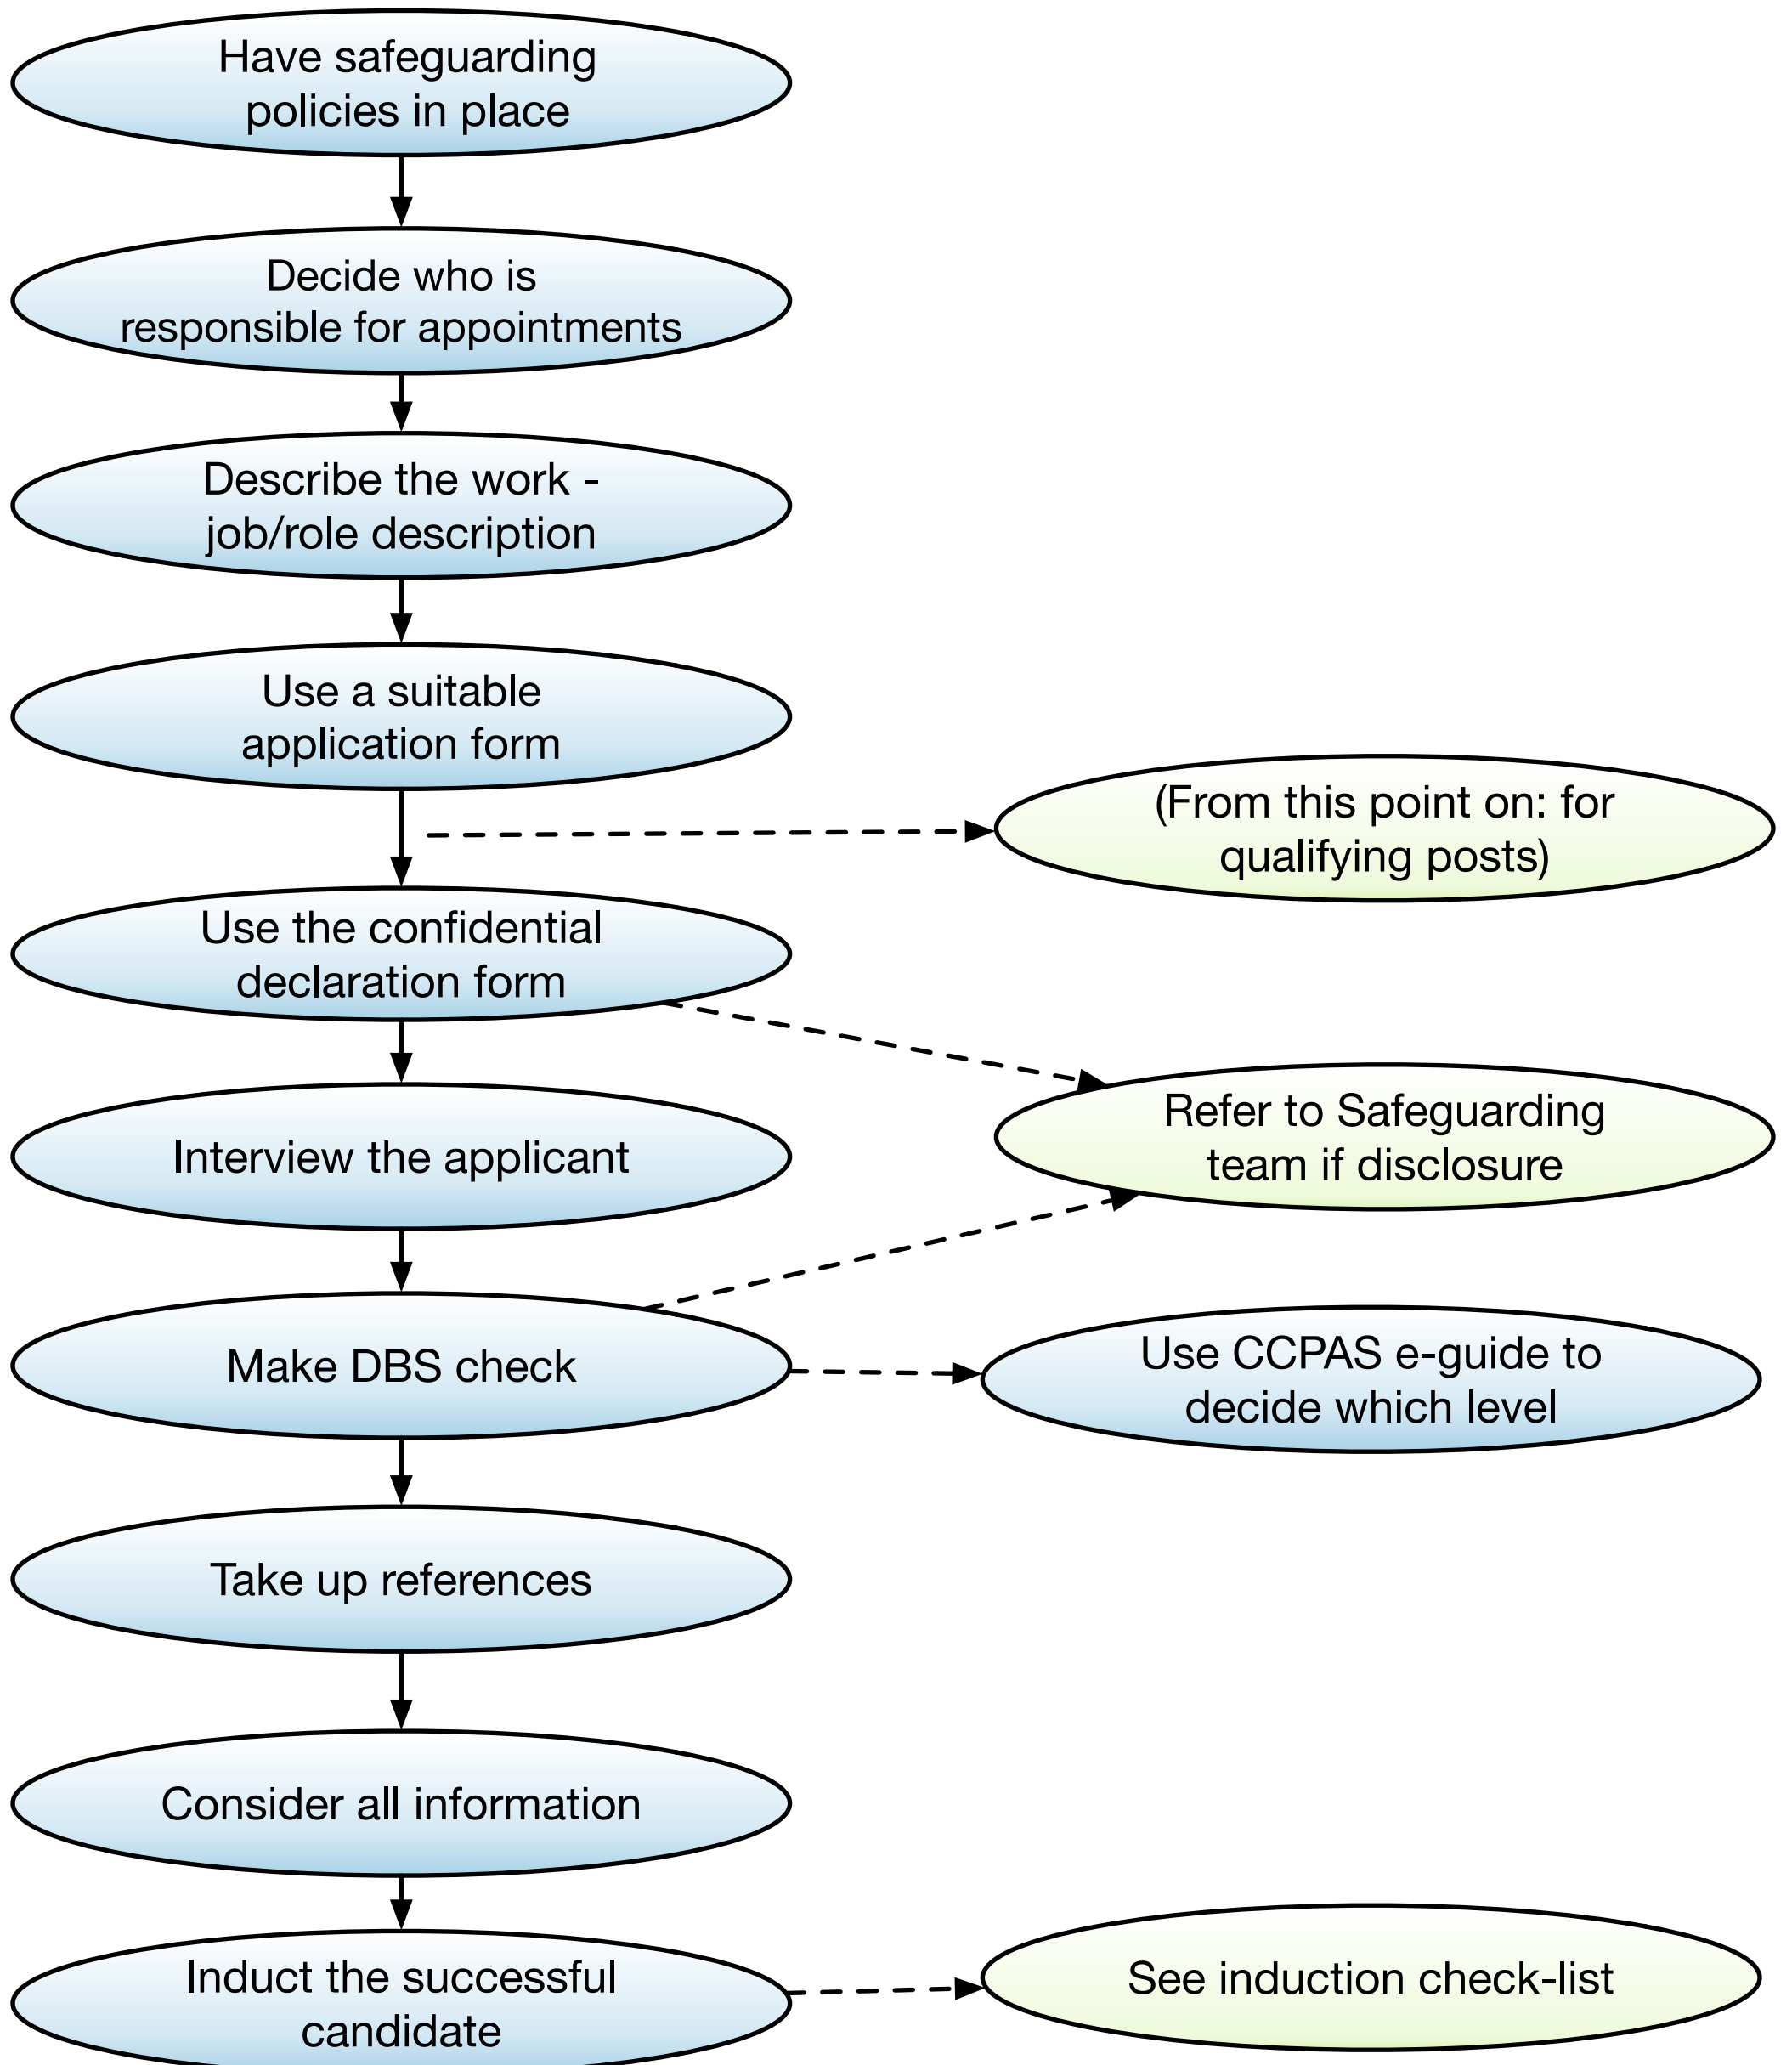 Have safeguarding
policies in place
Decide who is
responsible for appointments
Describe the work -
job/role description
Use a suitable
application form
(From this point on: for
qualifying posts)
Use the confidential
declaration form
Refer to Safeguarding
team if disclosure
Interview the applicant
Make DBS check
Use CCPAS e-guide to
decide which level
Take up references
Consider all information
Induct the successful
candidate
See induction check-list